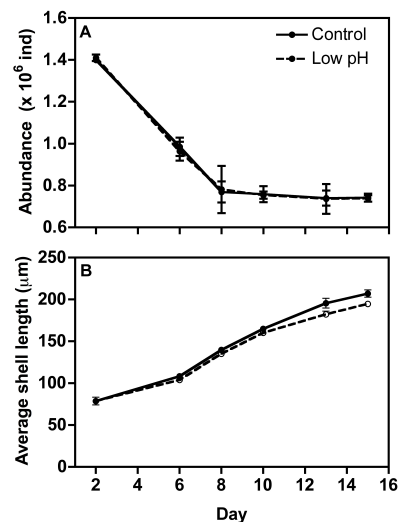 A
Control
Low pH
Abundance (x 10⁶ ind)
1.6
1.4
1.2
1.0
0.8
0.6
B
Average shell length (μm)
250
200
150
100
50
0
2 4 6 8 10 12 14 16
Day